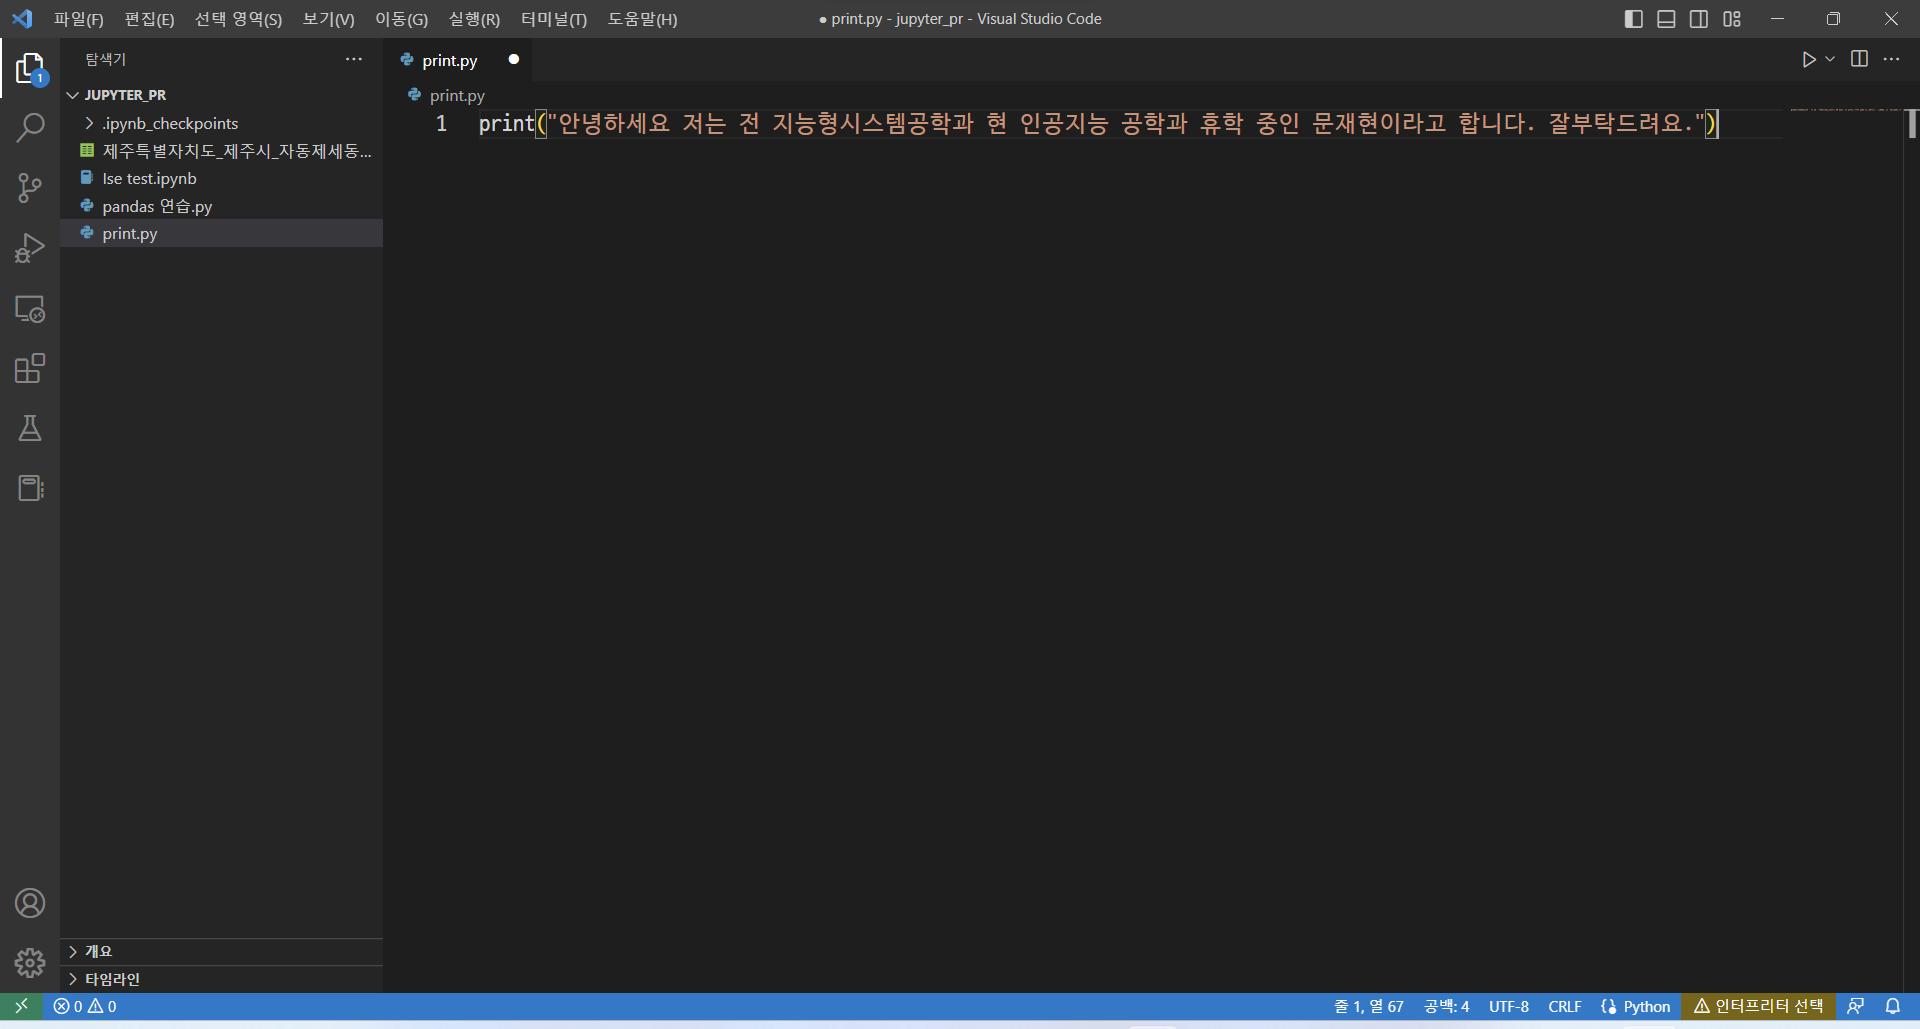 파일(F) 편집(E) 선택 영역(S) 보기(V) 이동(G) 실행(R) 터미널(T) 도움말(H) ● print.py - jupyter_pr - Visual Studio Code
탐색기 ···
1
JUPYTER_PR
.ipynb_checkpoints
제주특별자치도_제주시_자동제세동...
Ise test.ipynb
pandas 연습.py
print.py
개요
타임라인
print.py ●
print.py
1 print("안녕하세요 저는 전 지능형시스템공학과 현 인공지능 공학과 휴학 중인 문재현이라고 합니다. 잘부탁드려요.")
0 0 줄 1, 열 67 공백: 4 UTF-8 CRLF Python 인터프리터 선택